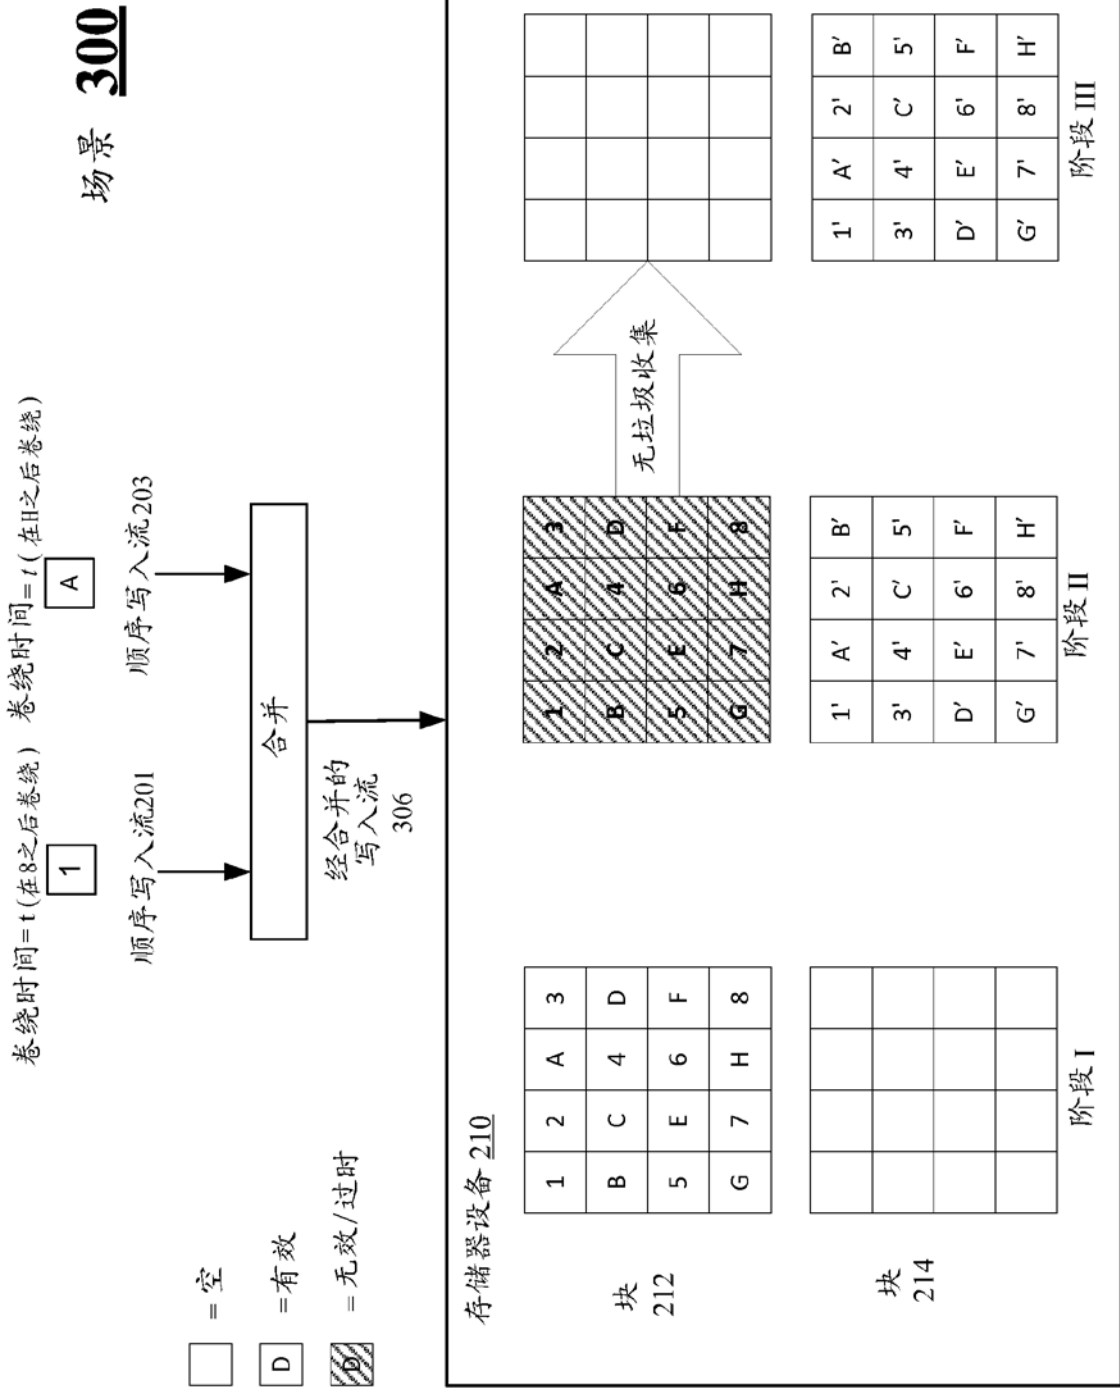 场景 300
卷绕时间=t(在8之后卷绕)
1
卷绕时间=t(在H之后卷绕)
A
顺序写入流201
顺序写入流203
合并
经合并的
写入流
306
=空
D =有效
D =无效/过时
存储器设备 210
块
212
1 2 A 3
B C 4 D
5 E 6 F
G 7 H 8
1 2 A 3
B C 4 D
5 E 6 F
G 7 H 8
无垃圾收集
块
214
1' A' 2' B'
3' 4' C' 5'
D' E' 6' F'
G' 7' 8' H'
1' A' 2' B'
3' 4' C' 5'
D' E' 6' F'
G' 7' 8' H'
阶段 I
阶段 II
阶段 III